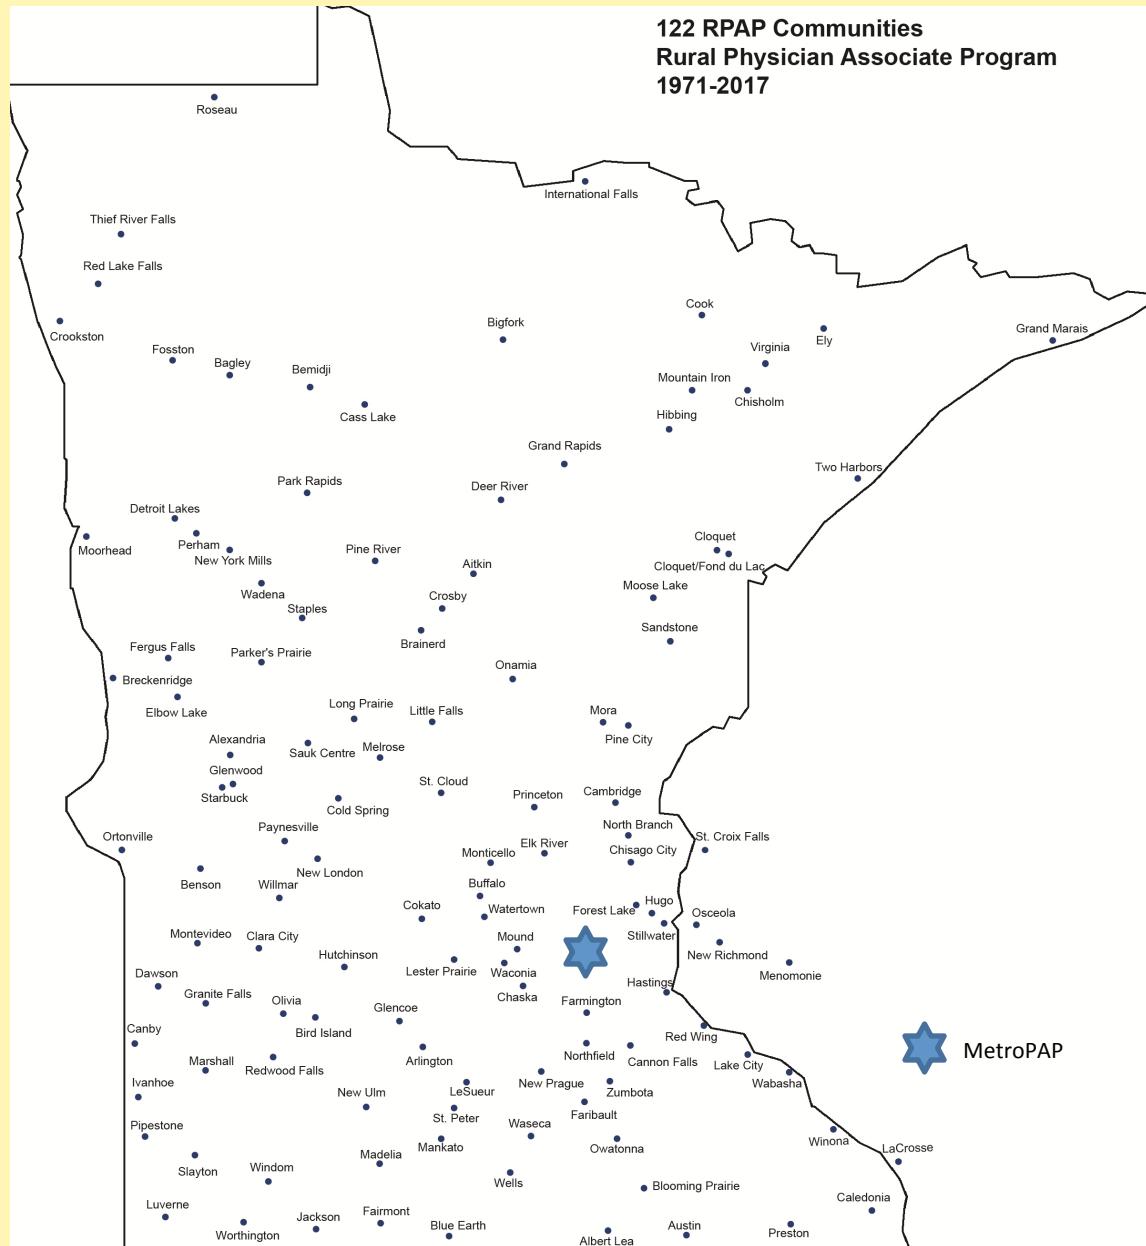 122 RPAP Communities
Rural Physician Associate Program
1971-2017
Roseau
International Falls
Thief River Falls
Red Lake Falls
Crookston
Cook
Bigfork
Ely
Grand Marais
Virginia
Fosston
Bagley
Bemidji
Mountain Iron
Chisholm
Cass Lake
Hibbing
Grand Rapids
Two Harbors
Park Rapids
Deer River
Detroit Lakes
Moorhead
Perham
New York Mills
Pine River
Cloquet
Cloquet/Fond du Lac
Aitkin
Wadena
Moose Lake
Crosby
Staples
Sandstone
Brainerd
Fergus Falls
Parker's Prairie
Onamia
Breckenridge
Elbow Lake
Long Prairie
Little Falls
Mora
Pine City
Alexandria
Sauk Centre
Melrose
Glenwood
Starbuck
St. Cloud
Cold Spring
Princeton
Cambridge
Paynesville
North Branch
Ortonville
St. Croix Falls
Elk River
Chisago City
Monticello
New London
Benson
Willmar
Buffalo
Cokato
Watertown
Forest Lake
Hugo
Osceola
Stillwater
Montevideo
Clara City
Mound
New Richmond
Hutchinson
Lester Prairie
Waconia
Menomonie
Dawson
Hastings
Granite Falls
Chaska
Olivia
Farmington
Glencoe
Bird Island
Canby
Red Wing
MetroPAP
Arlington
Northfield
Cannon Falls
Lake City
Marshall
Redwood Falls
Wabasha
Ivanhoe
New Prague
New Ulm
LeSueur
Zumbota
Faribault
St. Peter
Pipestone
Waseca
Mankato
Owatonna
Winona
LaCrosse
Madelia
Slayton
Windom
Wells
Blooming Prairie
Caledonia
Luverne
Fairmont
Jackson
Worthington
Blue Earth
Austin
Preston
Albert Lea